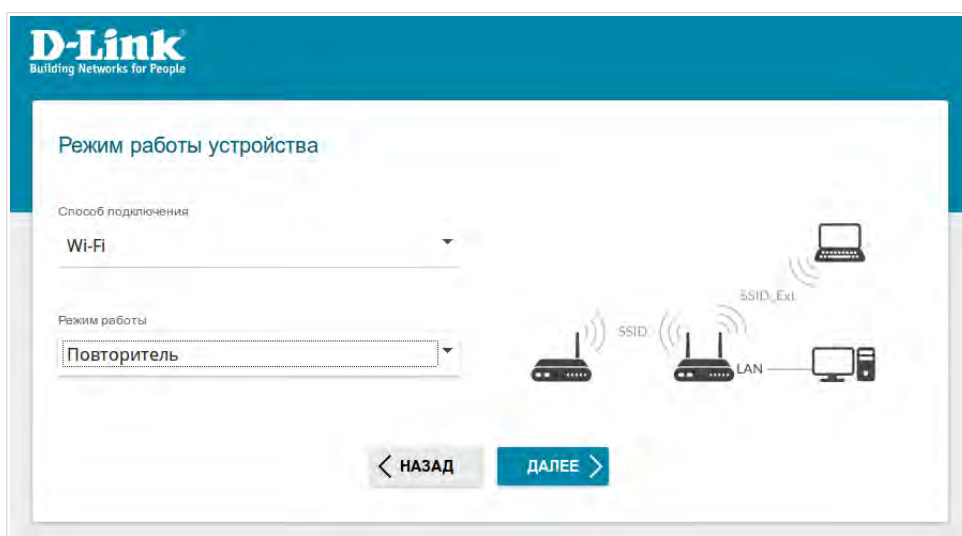 D-Link
Building Networks for People
Режим работы устройства
Способ подключения
Wi-Fi
SSID_Ext
Режим работы
SSID
Повторитель
LAN
НАЗАД
ДАЛЕЕ